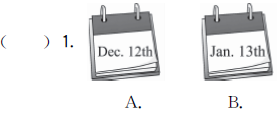 (    ) 1. Dec. 12th Jan. 13th
A. B.